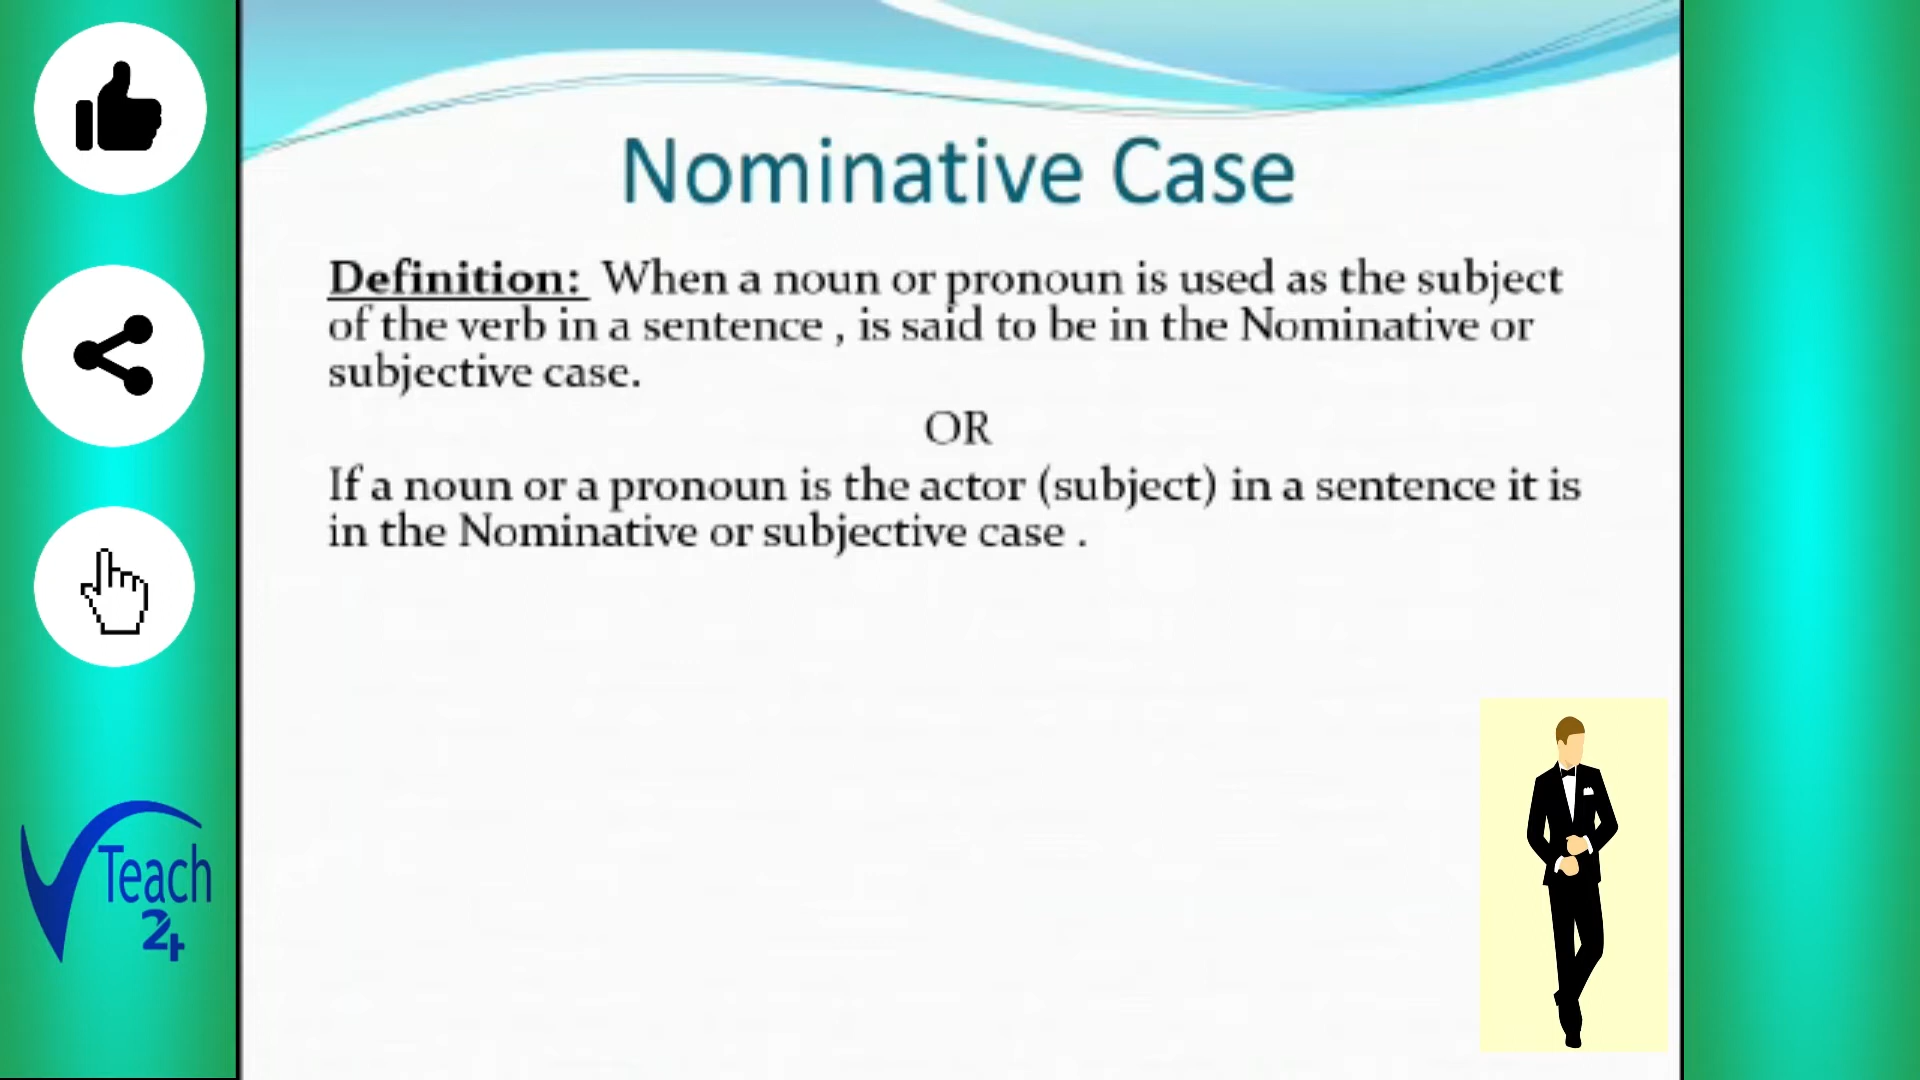 Nominative Case
Definition: When a noun or pronoun is used as the subject
of the verb in a sentence , is said to be in the Nominative or
subjective case.
OR
If a noun or a pronoun is the actor (subject) in a sentence it is
in the Nominative or subjective case .
Teach
24